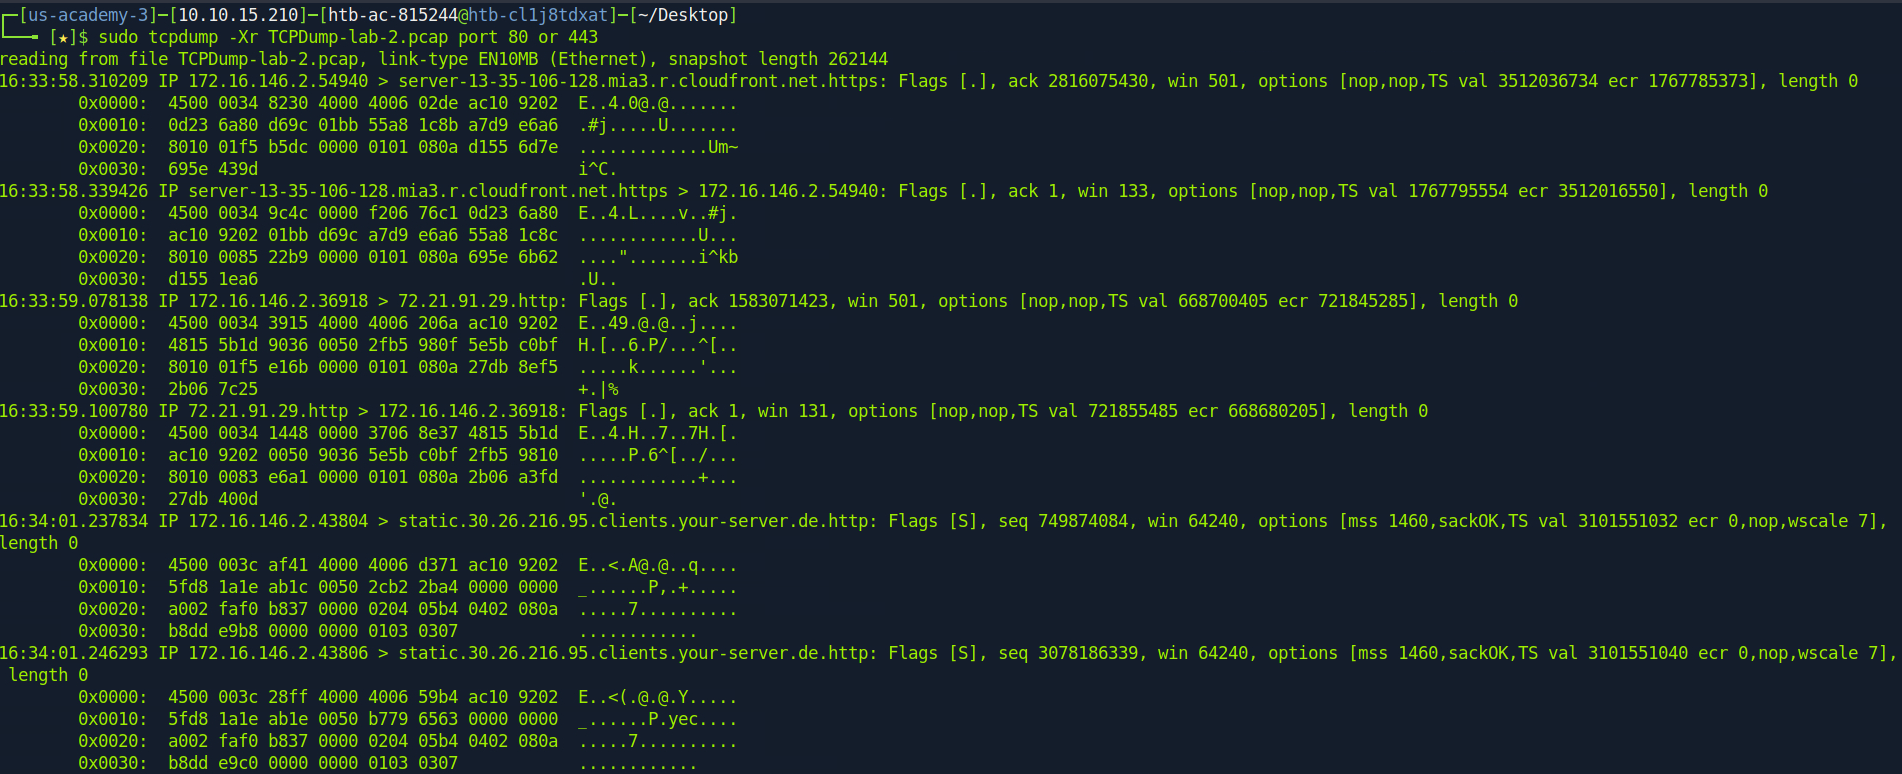 ┌─[us-academy-3]─[10.10.15.210]─[htb-ac-815244@htb-cl1j8tdxat]─[~/Desktop]
└──╼ [★]$ sudo tcpdump -Xr TCPDump-lab-2.pcap port 80 or 443
reading from file TCPDump-lab-2.pcap, link-type EN10MB (Ethernet), snapshot length 262144
16:33:58.310209 IP 172.16.146.2.54940 > server-13-35-106-128.mia3.r.cloudfront.net.https: Flags [.], ack 2816075430, win 501, options [nop,nop,TS val 3512036734 ecr 1767785373], length 0
0x0000:  4500 0034 8230 4000 4006 02de ac10 9202  E..4.0@.@.......
0x0010:  0d23 6a80 d69c 01bb 55a8 1c8b a7d9 e6a6  .#j.....U.......
0x0020:  8010 01f5 b5dc 0000 0101 080a d155 6d7e  .............Um~
0x0030:  695e 439d                                i^C.
16:33:58.339426 IP server-13-35-106-128.mia3.r.cloudfront.net.https > 172.16.146.2.54940: Flags [.], ack 1, win 133, options [nop,nop,TS val 1767795554 ecr 3512016550], length 0
0x0000:  4500 0034 9c4c 0000 f206 76c1 0d23 6a80  E..4.L....v..#j.
0x0010:  ac10 9202 01bb d69c a7d9 e6a6 55a8 1c8c  ............U...
0x0020:  8010 0085 22b9 0000 0101 080a 695e 6b62  ....".......i^kb
0x0030:  d155 1ea6                                .U..
16:33:59.078138 IP 172.16.146.2.36918 > 72.21.91.29.http: Flags [.], ack 1583071423, win 501, options [nop,nop,TS val 668700405 ecr 721845285], length 0
0x0000:  4500 0034 3915 4000 4006 206a ac10 9202  E..49.@.@..j....
0x0010:  4815 5b1d 9036 0050 2fb5 980f 5e5b c0bf  H.[..6.P/...^[..
0x0020:  8010 01f5 e16b 0000 0101 080a 27db 8ef5  .....k......'...
0x0030:  2b06 7c25                                +.|%
16:33:59.100780 IP 72.21.91.29.http > 172.16.146.2.36918: Flags [.], ack 1, win 131, options [nop,nop,TS val 721855485 ecr 668680205], length 0
0x0000:  4500 0034 1448 0000 3706 8e37 4815 5b1d  E..4.H..7..7H.[.
0x0010:  ac10 9202 0050 9036 5e5b c0bf 2fb5 9810  .....P.6^[../...
0x0020:  8010 0083 e6a1 0000 0101 080a 2b06 a3fd  ............+...
0x0030:  27db 400d                                '.@.
16:34:01.237834 IP 172.16.146.2.43804 > static.30.26.216.95.clients.your-server.de.http: Flags [S], seq 749874084, win 64240, options [mss 1460,sackOK,TS val 3101551032 ecr 0,nop,wscale 7],
length 0
0x0000:  4500 003c af41 4000 4006 d371 ac10 9202  E..<.A@.@..q....
0x0010:  5fd8 1a1e ab1c 0050 2cb2 2ba4 0000 0000  _......P,.+.....
0x0020:  a002 faf0 b837 0000 0204 05b4 0402 080a  .....7..........
0x0030:  b8dd e9b8 0000 0000 0103 0307            ............
16:34:01.246293 IP 172.16.146.2.43806 > static.30.26.216.95.clients.your-server.de.http: Flags [S], seq 3078186339, win 64240, options [mss 1460,sackOK,TS val 3101551040 ecr 0,nop,wscale 7],
length 0
0x0000:  4500 003c 28ff 4000 4006 59b4 ac10 9202  E..<(.@.@.Y.....
0x0010:  5fd8 1a1e ab1e 0050 b779 6563 0000 0000  _......P.yec....
0x0020:  a002 faf0 b837 0000 0204 05b4 0402 080a  .....7..........
0x0030:  b8dd e9c0 0000 0000 0103 0307            ............